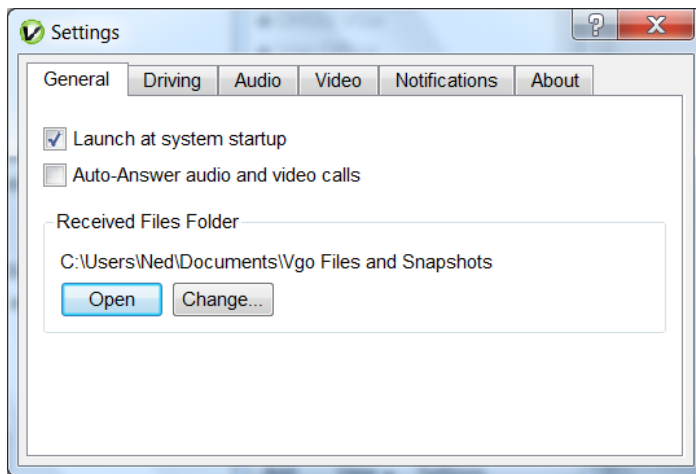 Settings
General Driving Audio Video Notifications About
Launch at system startup
Auto-Answer audio and video calls
Received Files Folder
C:\Users\Ned\Documents\Vgo Files and Snapshots
Open Change...